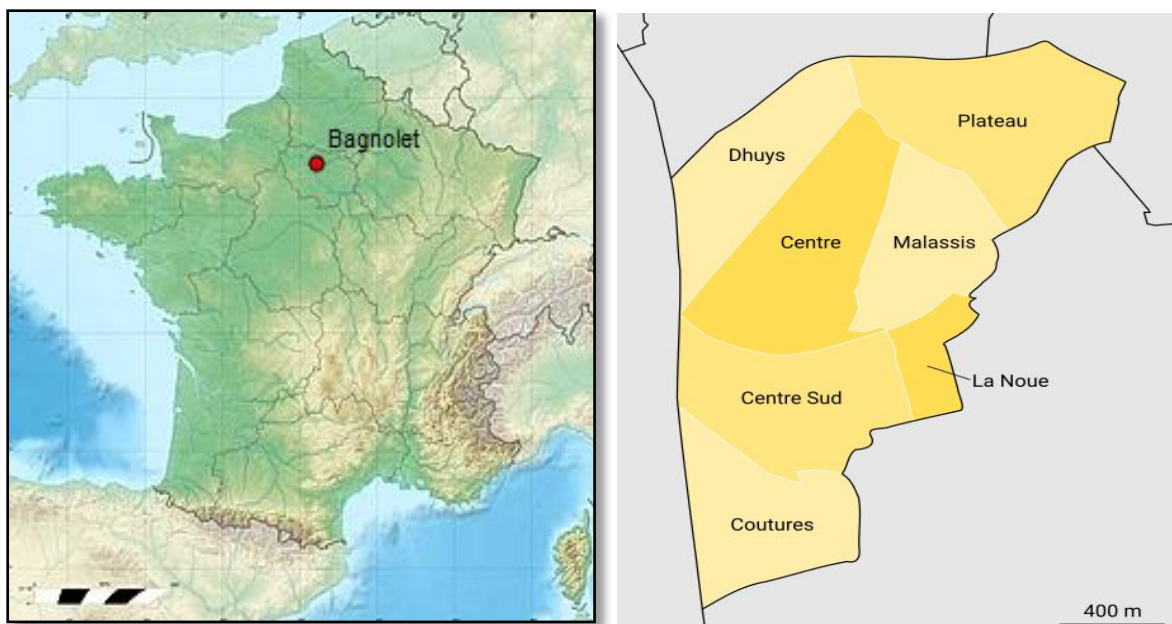 Bagnolet
Plateau
Dhuys
Centre
Malassis
La Noue
Centre Sud
Coutures
400 m